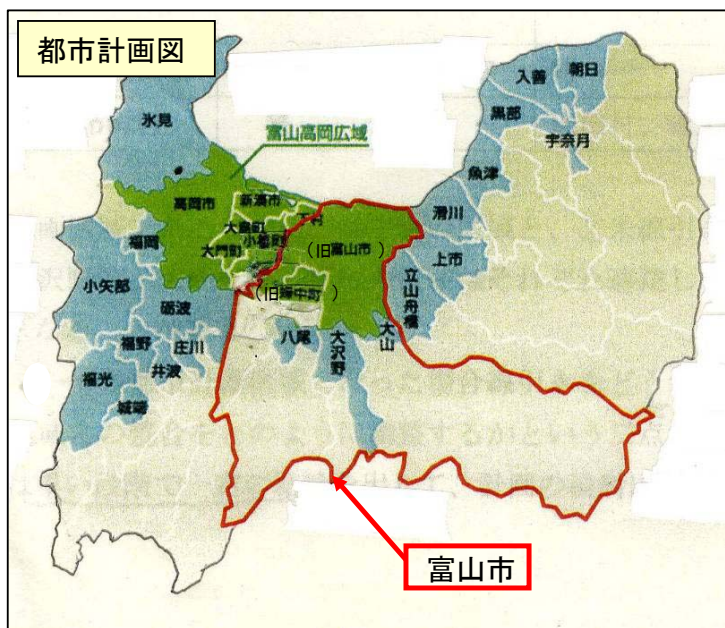 都市計画図
氷見
富山高岡広域
高岡市
新湊市
下村
大島町
小杉町
大門町
福岡
小矢部
砺波
福野
庄川
井波
福光
城端
(旧富山市)
(旧婦中町)
八尾
大沢野
大山
立山舟橋
上市
滑川
魚津
宇奈月
黒部
入善
朝日
富山市